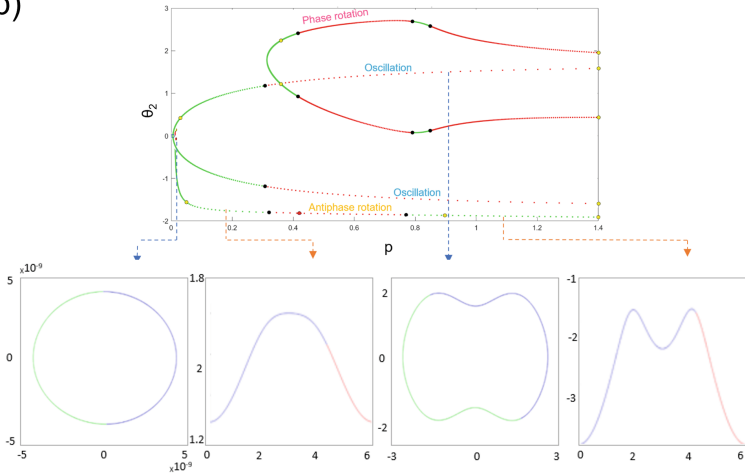 b)
3
Phase rotation
2
Oscillation
1
θ2
0
-1
Oscillation
Antiphase rotation
-2
0 0.2 0.4 0.6 0.8 1 1.2 1.4
p
x10-9
5
0
-5
-5 0 5
x10-9
1.8
2
1.2
0 2 4 6
2
0
-2
-3 0 3
-1
-2
-3
0 2 4 6